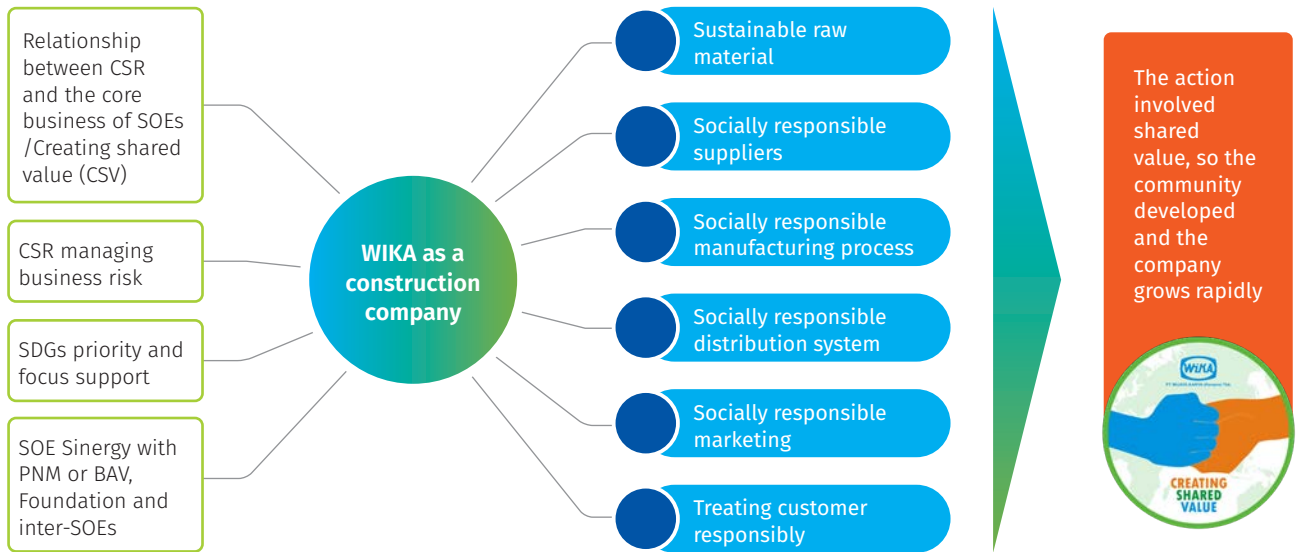 Relationship
between CSR
and the core
business of SOEs
/Creating shared
value (CSV)
CSR managing
business risk
SDGs priority and
focus support
SOE Sinergy with
PNM or BAV,
Foundation and
inter-SOEs
WIKA as a
construction
company
Sustainable raw
material
Socially responsible
suppliers
Socially responsible
manufacturing process
Socially responsible
distribution system
Socially responsible
marketing
Treating customer
responsibly
The action
involved
shared
value, so the
community
developed
and the
company
grows rapidly
WIKA
CREATING
SHARED
VALUE